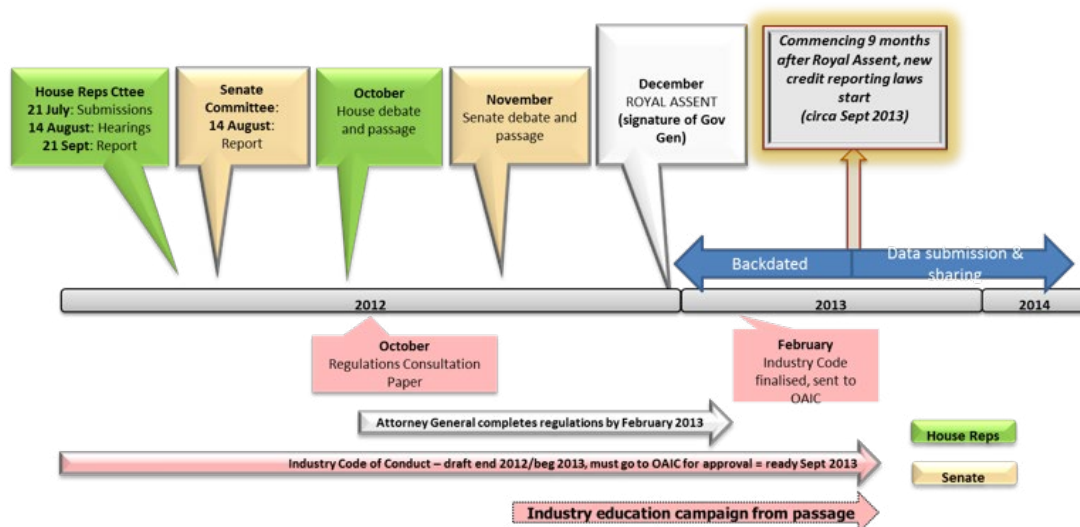 House Reps Cttee
21 July: Submissions
14 August: Hearings
21 Sept: Report
Senate
Committee:
14 August:
Report
October
House debate
and passage
November
Senate debate and
passage
December
ROYAL ASSENT
(signature of Gov
Gen)
Commencing 9 months
after Royal Assent, new
credit reporting laws
start
(circa Sept 2013)
Backdated
Data submission &
sharing
2012
2013
2014
October
Regulations Consultation
Paper
February
Industry Code
finalised, sent to
OAIC
Attorney General completes regulations by February 2013
Industry Code of Conduct – draft end 2012/beg 2013, must go to OAIC for approval = ready Sept 2013
Industry education campaign from passage
House Reps
Senate